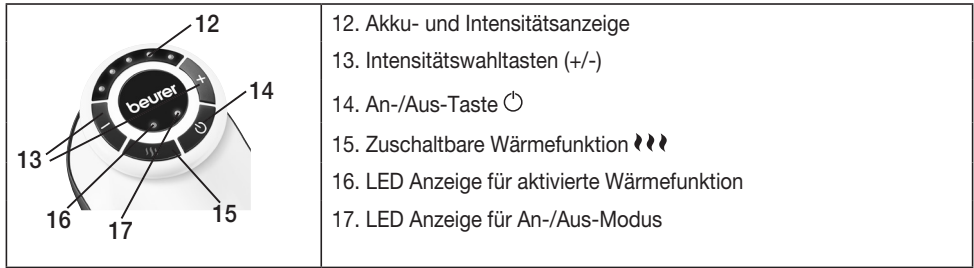 12
14
13
16
17
15
beurer
+
–
12. Akku- und Intensitätsanzeige
13. Intensitätswahltasten (+/-)
14. An-/Aus-Taste ⏻
15. Zuschaltbare Wärmefunktion
16. LED Anzeige für aktivierte Wärmefunktion
17. LED Anzeige für An-/Aus-Modus